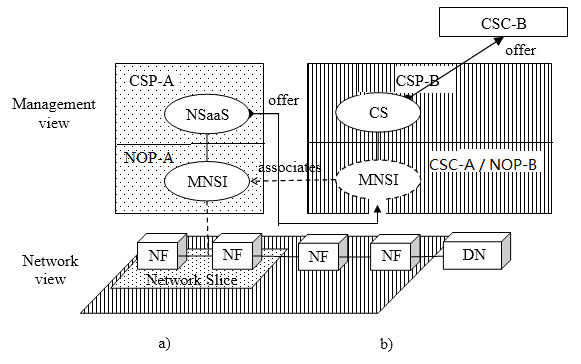 CSC-B
offer
CSP-A
CSP-B
Management
view
NSaaS
offer
CS
NOP-A
associates
CSC-A / NOP-B
MNSI
MNSI
Network
view
NF
NF
NF
NF
DN
Network Slice
a)
b)